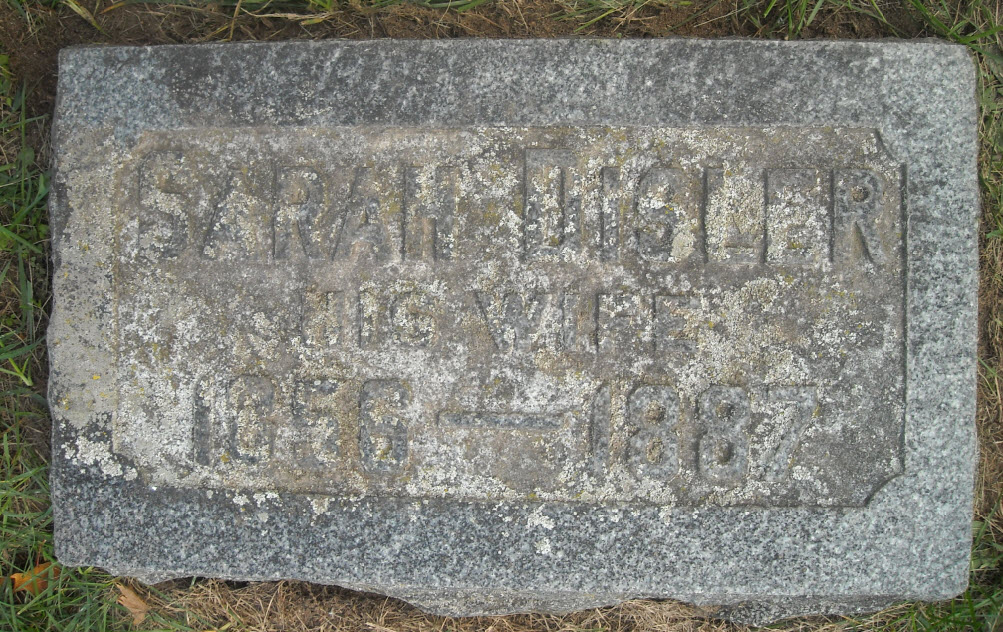 SARAH DISLER
HIS WIFE
1856 — 1887